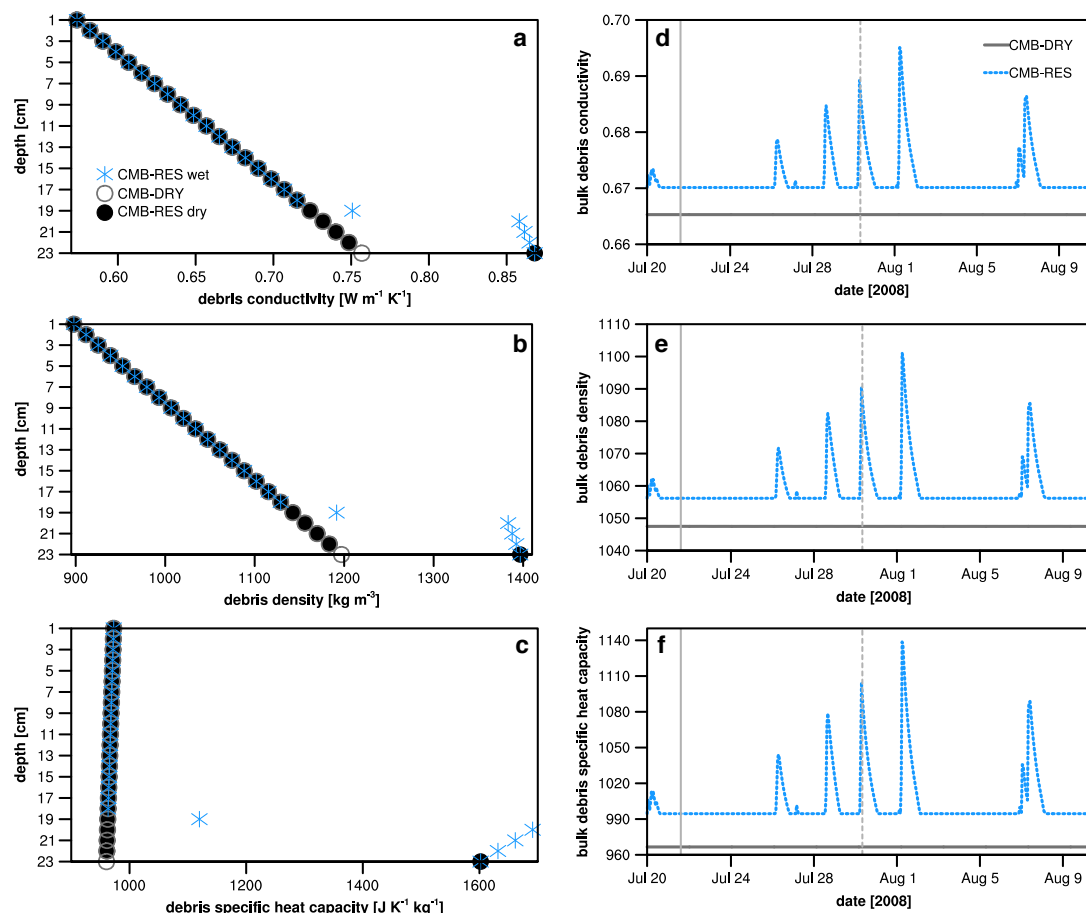 a
depth [cm]
1
3
5
7
9
11
13
15
17
19
21
23
CMB-RES wet
CMB-DRY
CMB-RES dry
0.60 0.65 0.70 0.75 0.80 0.85
debris conductivity [W m⁻¹ K⁻¹]
d
bulk debris conductivity
0.70
0.69
0.68
0.67
0.66
CMB-DRY
CMB-RES
Jul 20 Jul 24 Jul 28 Aug 1 Aug 5 Aug 9
date [2008]
b
depth [cm]
1
3
5
7
9
11
13
15
17
19
21
23
900 1000 1100 1200 1300 1400
debris density [kg m⁻³]
e
bulk debris density
1110
1100
1090
1080
1070
1060
1050
1040
Jul 20 Jul 24 Jul 28 Aug 1 Aug 5 Aug 9
date [2008]
c
depth [cm]
1
3
5
7
9
11
13
15
17
19
21
23
1000 1200 1400 1600
debris specific heat capacity [J K⁻¹ kg⁻¹]
f
bulk debris specific heat capacity
1140
1110
1080
1050
1020
990
960
Jul 20 Jul 24 Jul 28 Aug 1 Aug 5 Aug 9
date [2008]